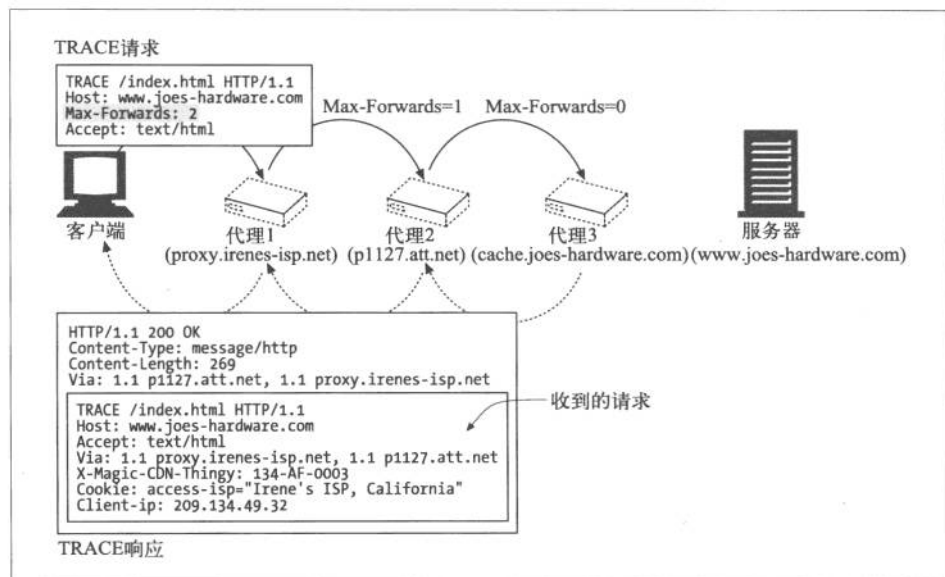 TRACE请求
TRACE /index.html HTTP/1.1
Host: www.joes-hardware.com
Max-Forwards: 2
Accept: text/html
Max-Forwards=1
Max-Forwards=0
客户端
代理1
(proxy.irenes-isp.net)
代理2
(p1127.att.net)
代理3
(cache.joes-hardware.com)
服务器
(www.joes-hardware.com)
HTTP/1.1 200 OK
Content-Type: message/http
Content-Length: 269
Via: 1.1 p1127.att.net, 1.1 proxy.irenes-isp.net
收到的请求
TRACE /index.html HTTP/1.1
Host: www.joes-hardware.com
Accept: text/html
Via: 1.1 proxy.irenes-isp.net, 1.1 p1127.att.net
X-Magic-CDN-Thingy: 134-AF-0003
Cookie: access-isp="Irene's ISP, California"
Client-ip: 209.134.49.32
TRACE响应